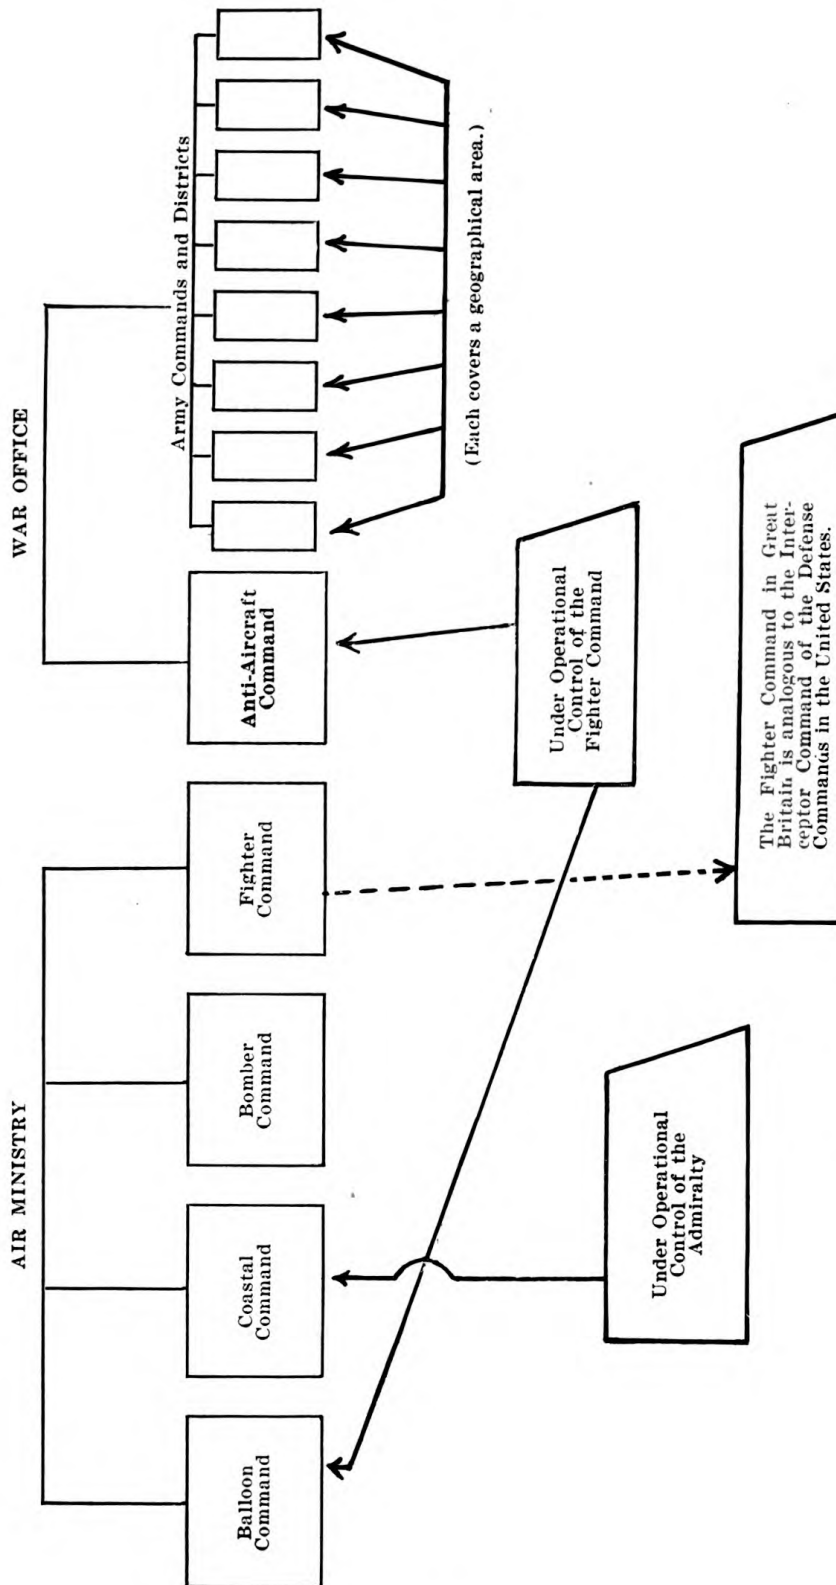 AIR MINISTRY
WAR OFFICE
Balloon
Command
Coastal
Command
Bomber
Command
Fighter
Command
Anti-Aircraft
Command
Army Commands and Districts
(Each covers a geographical area.)
Under Operational
Control of the
Admiralty
Under Operational
Control of the
Fighter Command
The Fighter Command in Great
Britain is analogous to the Inter-
ceptor Command of the Defense
Commands in the United States.